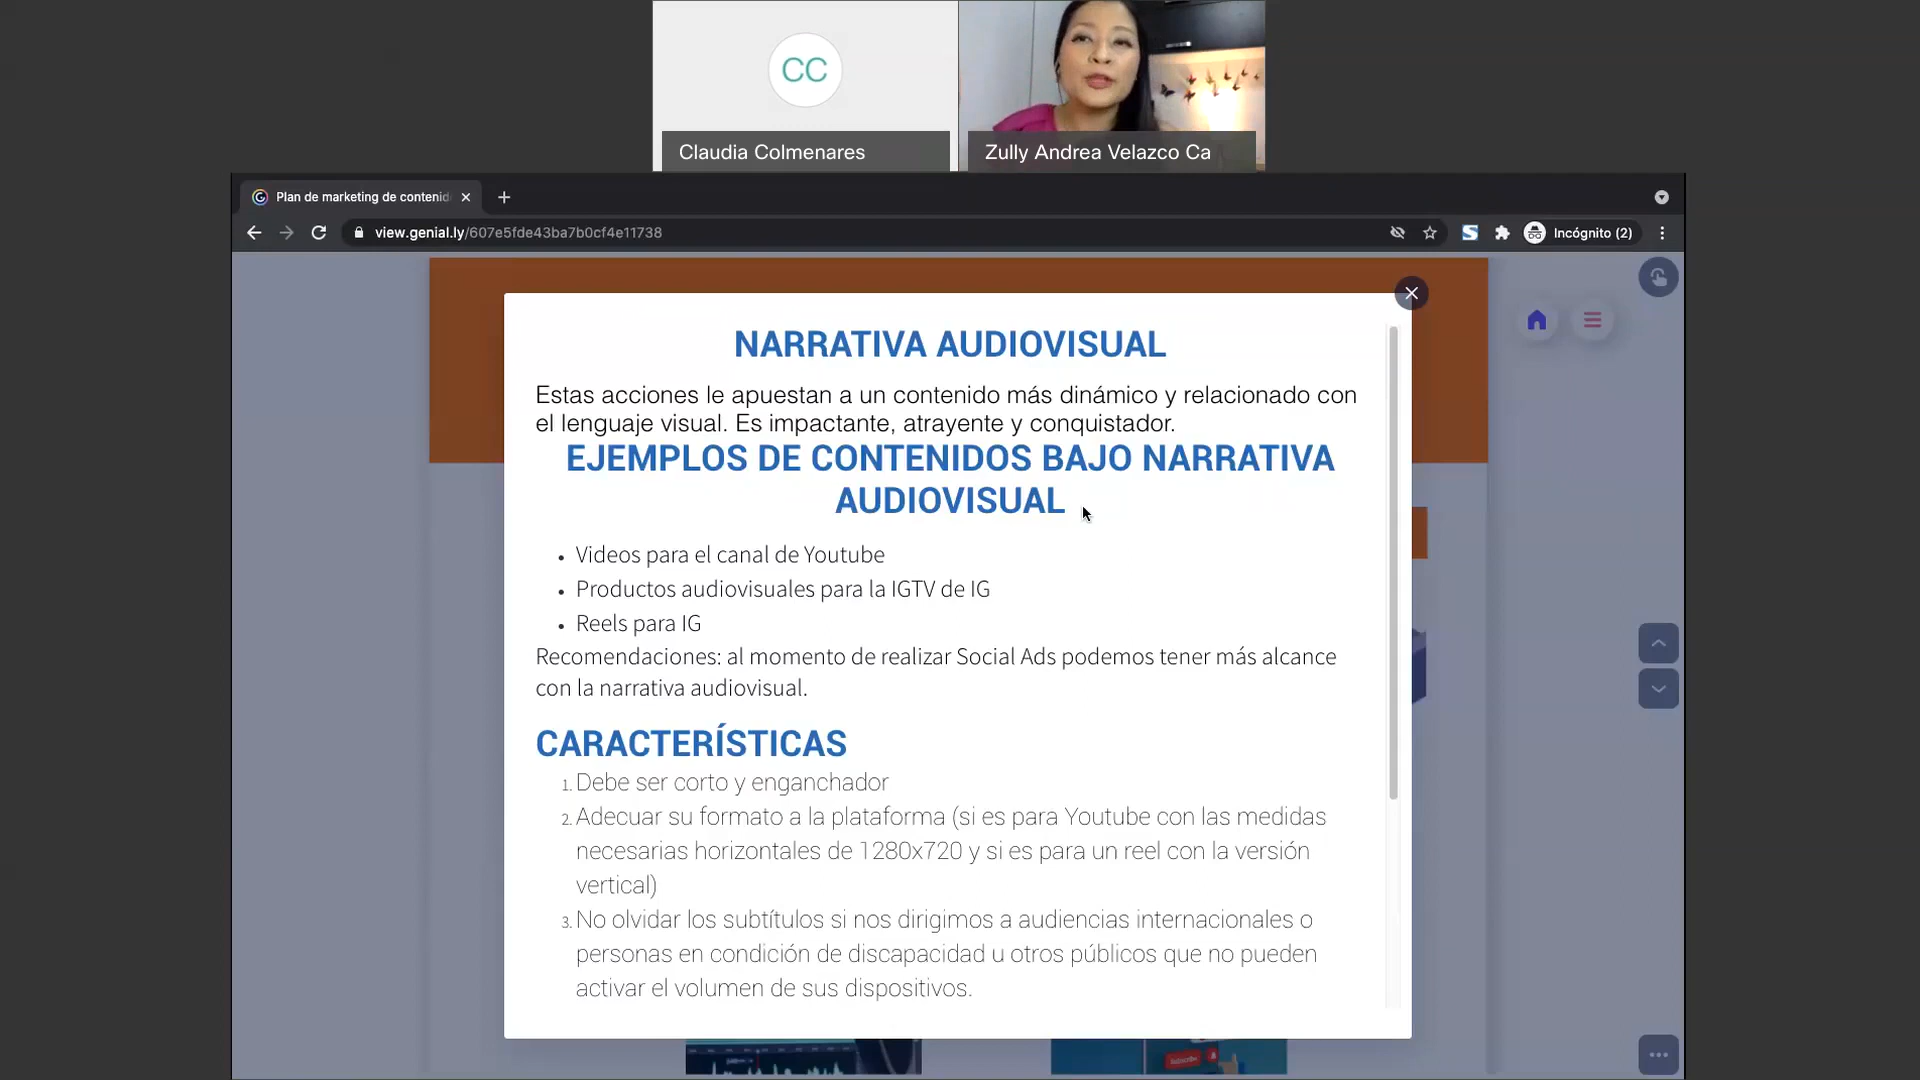 CC
Claudia Colmenares
Zully Andrea Velazco Ca
Plan de marketing de contenid
view.genial.ly/607e5fde43ba7b0cf4e11738
Incógnito (2)
NARRATIVA AUDIOVISUAL
Estas acciones le apuestan a un contenido más dinámico y relacionado con
el lenguaje visual. Es impactante, atrayente y conquistador.
EJEMPLOS DE CONTENIDOS BAJO NARRATIVA
AUDIOVISUAL
• Videos para el canal de Youtube
• Productos audiovisuales para la IGTV de IG
• Reels para IG
Recomendaciones: al momento de realizar Social Ads podemos tener más alcance
con la narrativa audiovisual.
CARACTERÍSTICAS
1. Debe ser corto y enganchador
2. Adecuar su formato a la plataforma (si es para Youtube con las medidas
necesarias horizontales de 1280x720 y si es para un reel con la versión
vertical)
3. No olvidar los subtítulos si nos dirigimos a audiencias internacionales o
personas en condición de discapacidad u otros públicos que no pueden
activar el volumen de sus dispositivos.
Subscribe